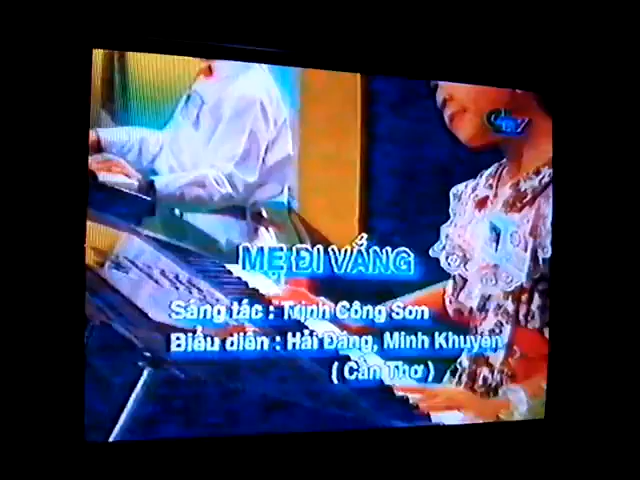 MẸ ĐI VẮNG
Sáng tác : Trịnh Công Sơn
Biểu diễn : Hải Đăng, Minh Khuyên
( Cần Thơ )